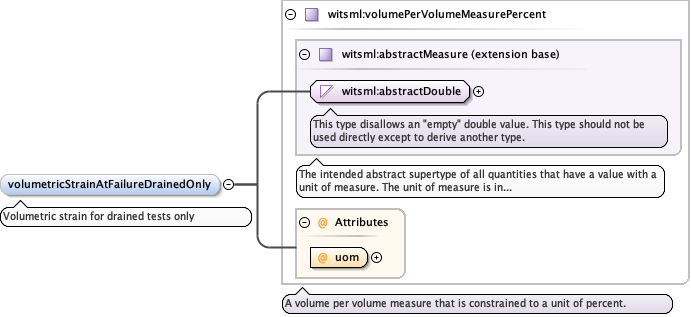 witsml:volumePerVolumeMeasurePercent
witsml:abstractMeasure (extension base)
witsml:abstractDouble
This type disallows an "empty" double value. This type should not be
used directly except to derive another type.
The intended abstract supertype of all quantities that have a value with a
unit of measure. The unit of measure is in...
volumetricStrainAtFailureDrainedOnly
Volumetric strain for drained tests only
@ Attributes
@ uom
A volume per volume measure that is constrained to a unit of percent.